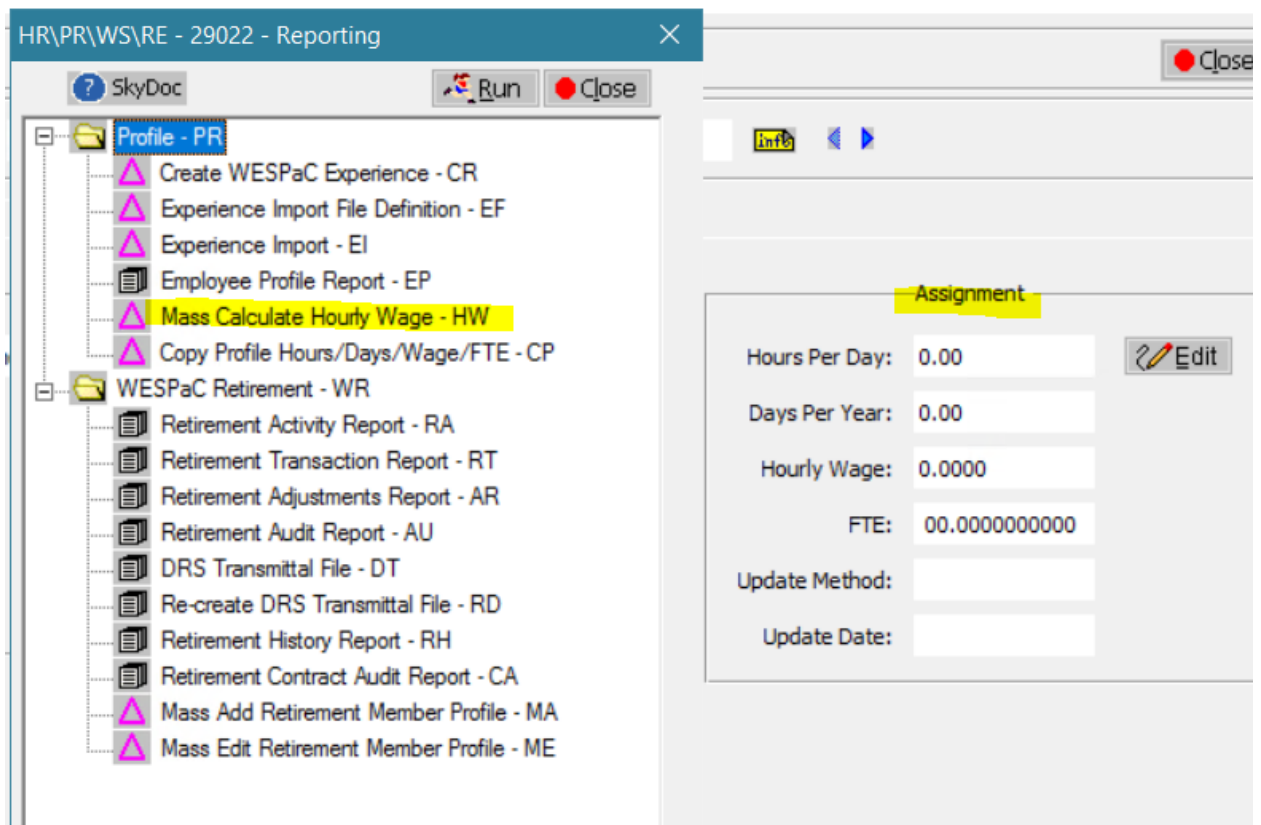 HR\PR\WS\RE - 29022 - Reporting
SkyDoc Run Close
Profile - PR
Create WESPaC Experience - CR
Experience Import File Definition - EF
Experience Import - EI
Employee Profile Report - EP
Mass Calculate Hourly Wage - HW
Copy Profile Hours/Days/Wage/FTE - CP
WESPaC Retirement - WR
Retirement Activity Report - RA
Retirement Transaction Report - RT
Retirement Adjustments Report - AR
Retirement Audit Report - AU
DRS Transmittal File - DT
Re-create DRS Transmittal File - RD
Retirement History Report - RH
Retirement Contract Audit Report - CA
Mass Add Retirement Member Profile - MA
Mass Edit Retirement Member Profile - ME
Close
Info
Assignment
Hours Per Day: 0.00 Edit
Days Per Year: 0.00
Hourly Wage: 0.0000
FTE: 00.0000000000
Update Method:
Update Date: